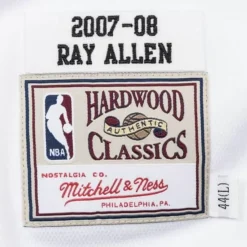 2007-08
RAY ALLEN
HARDWOOD
AUTHENTIC
CLASSICS
NBA
NOSTALGIA CO.
Mitchell & Ness
PHILADELPHIA, PA.
44(L)